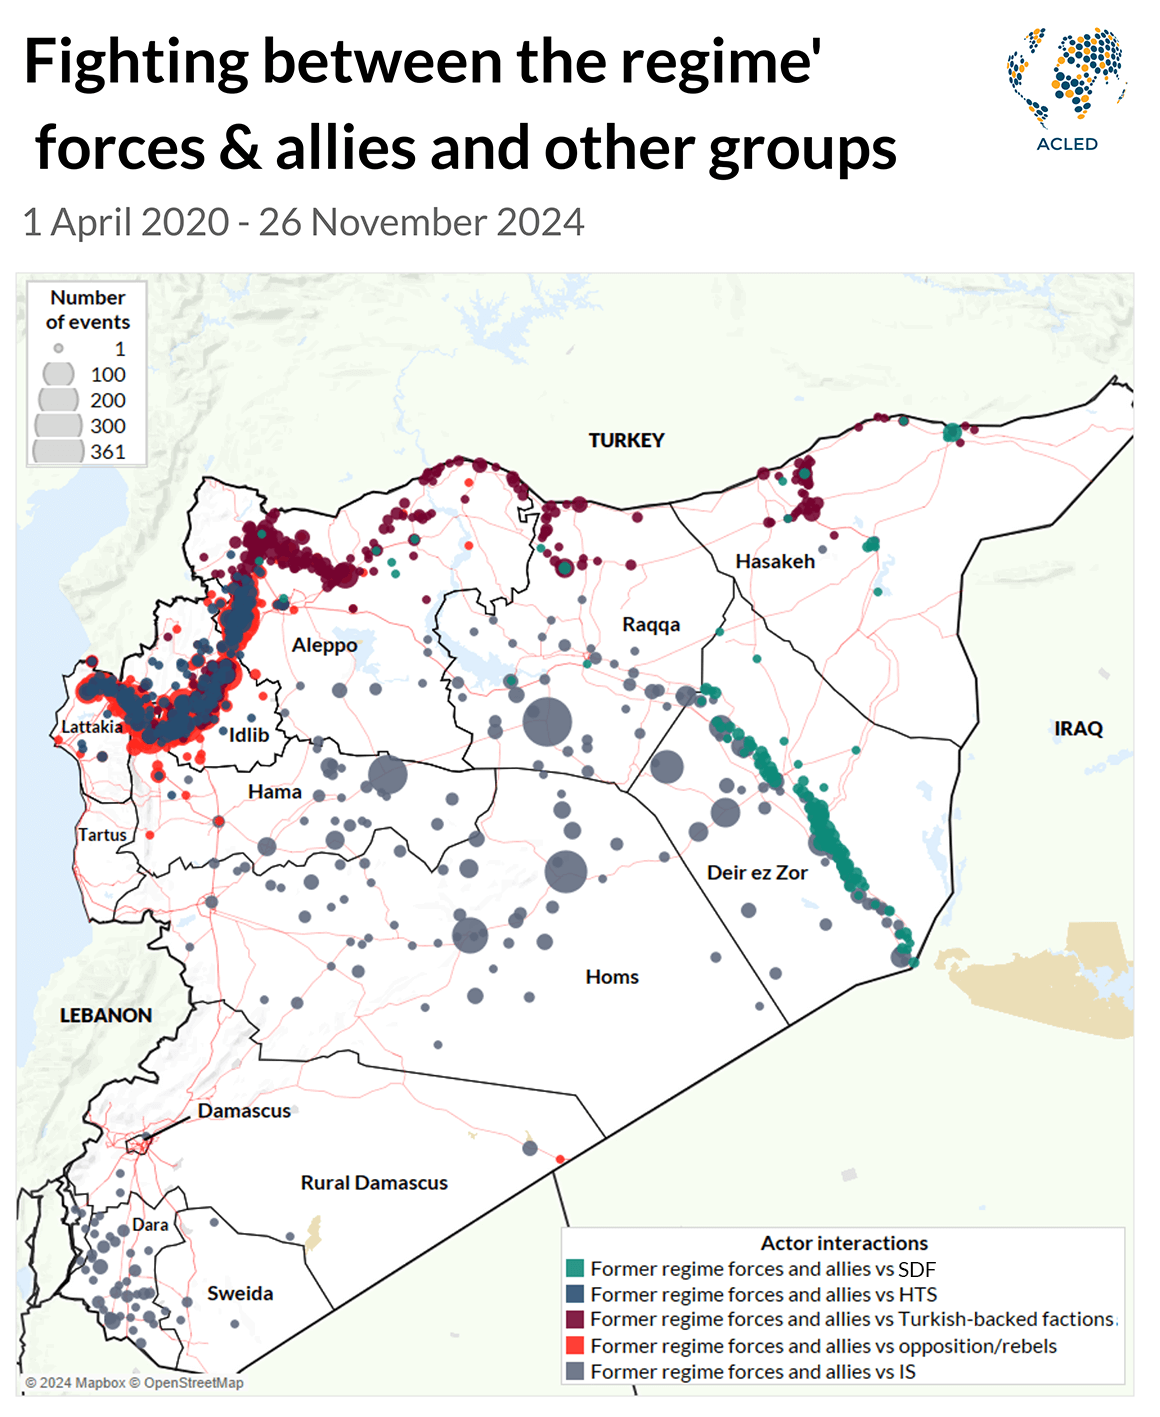 Fighting between the regime'
forces & allies and other groups
ACLED
1 April 2020 - 26 November 2024
Number
of events
1
100
200
300
361
TURKEY
Hasakeh
Raqqa
Aleppo
Lattakia
Idlib
IRAQ
Hama
Tartus
Deir ez Zor
Homs
LEBANON
Damascus
Rural Damascus
Dara
Sweida
Actor interactions
Former regime forces and allies vs SDF
Former regime forces and allies vs HTS
Former regime forces and allies vs Turkish-backed factions.
Former regime forces and allies vs opposition/rebels
Former regime forces and allies vs IS
© 2024 Mapbox © OpenStreetMap